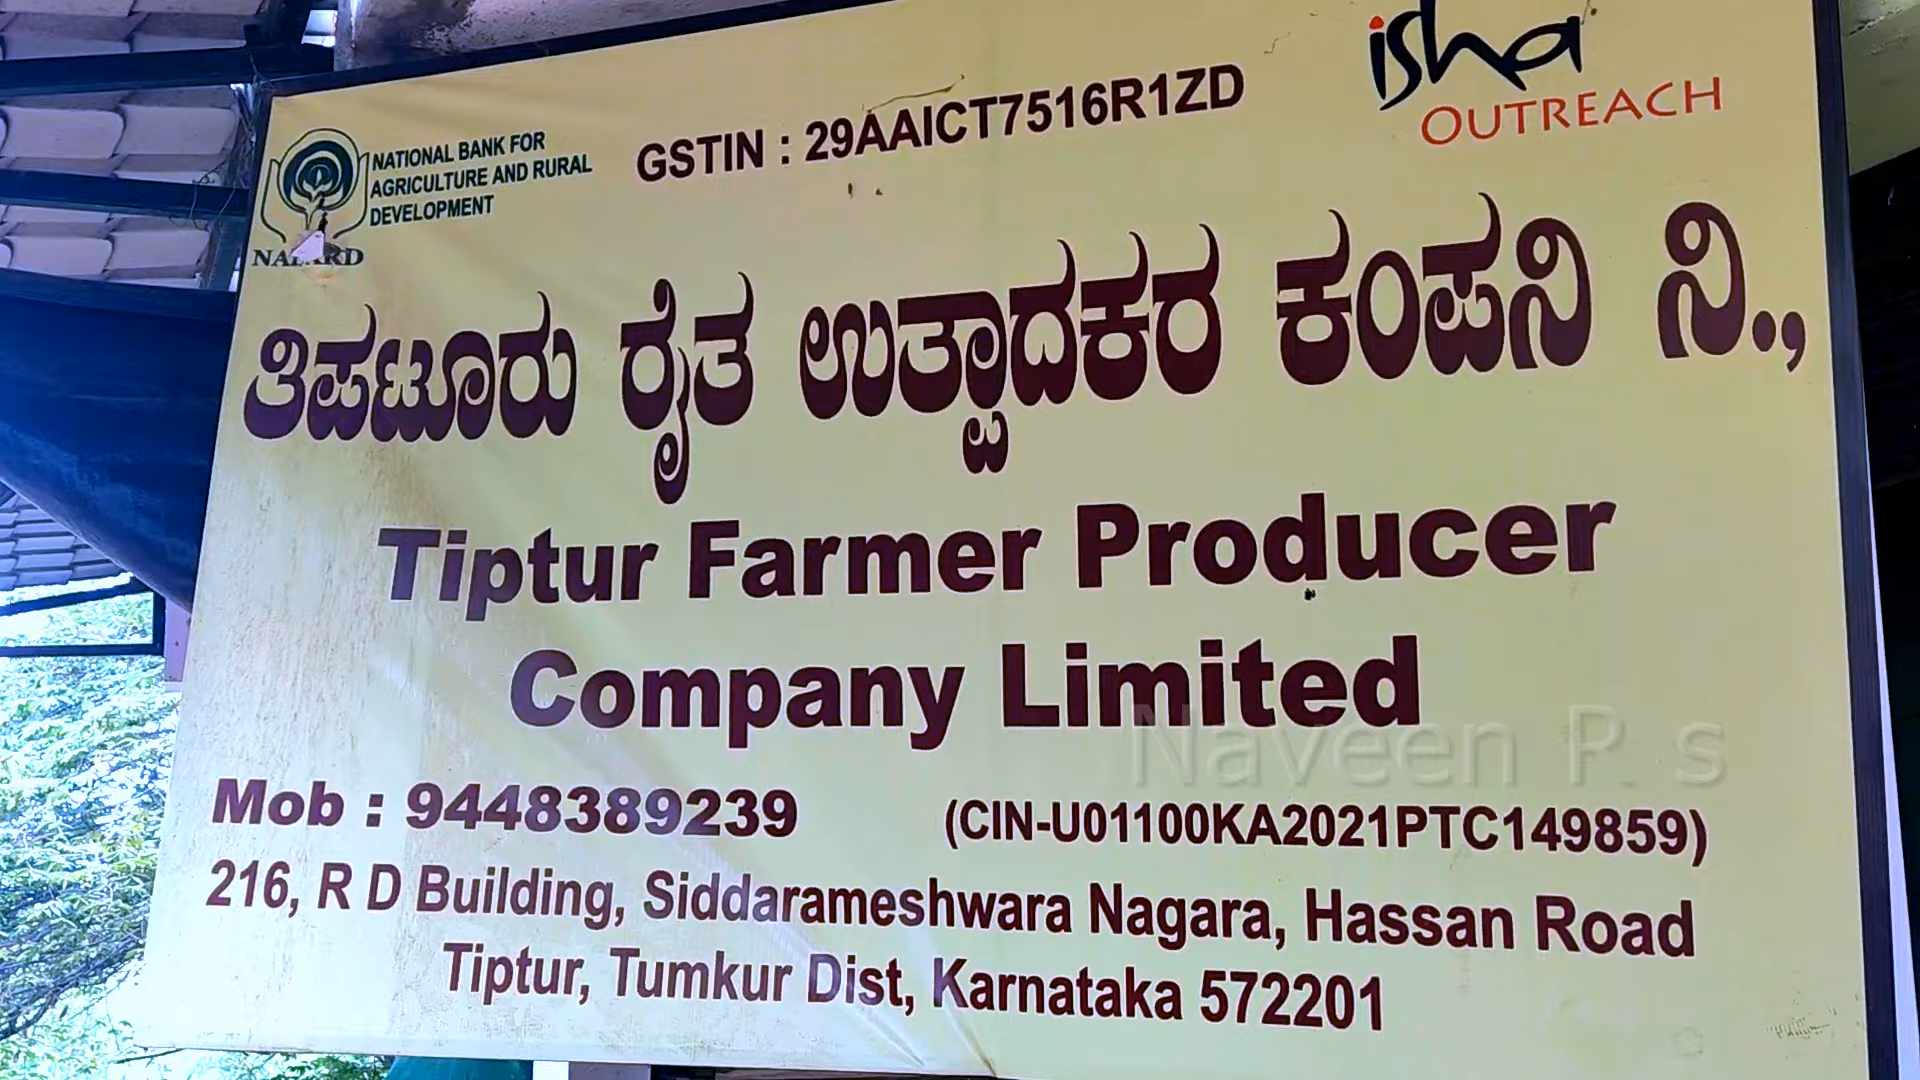 NATIONAL BANK FOR
AGRICULTURE AND RURAL
DEVELOPMENT
GSTIN : 29AAICT7516R1ZD
isha
OUTREACH
ತಿಪಟೂರು ರೈತ ಉತ್ಪಾದಕರ ಕಂಪನಿ ನಿ.,
Tiptur Farmer Producer
Company Limited
Naveen R s
Mob : 9448389239 (CIN-U01100KA2021PTC149859)
216, R D Building, Siddarameshwara Nagara, Hassan Road
Tiptur, Tumkur Dist, Karnataka 572201